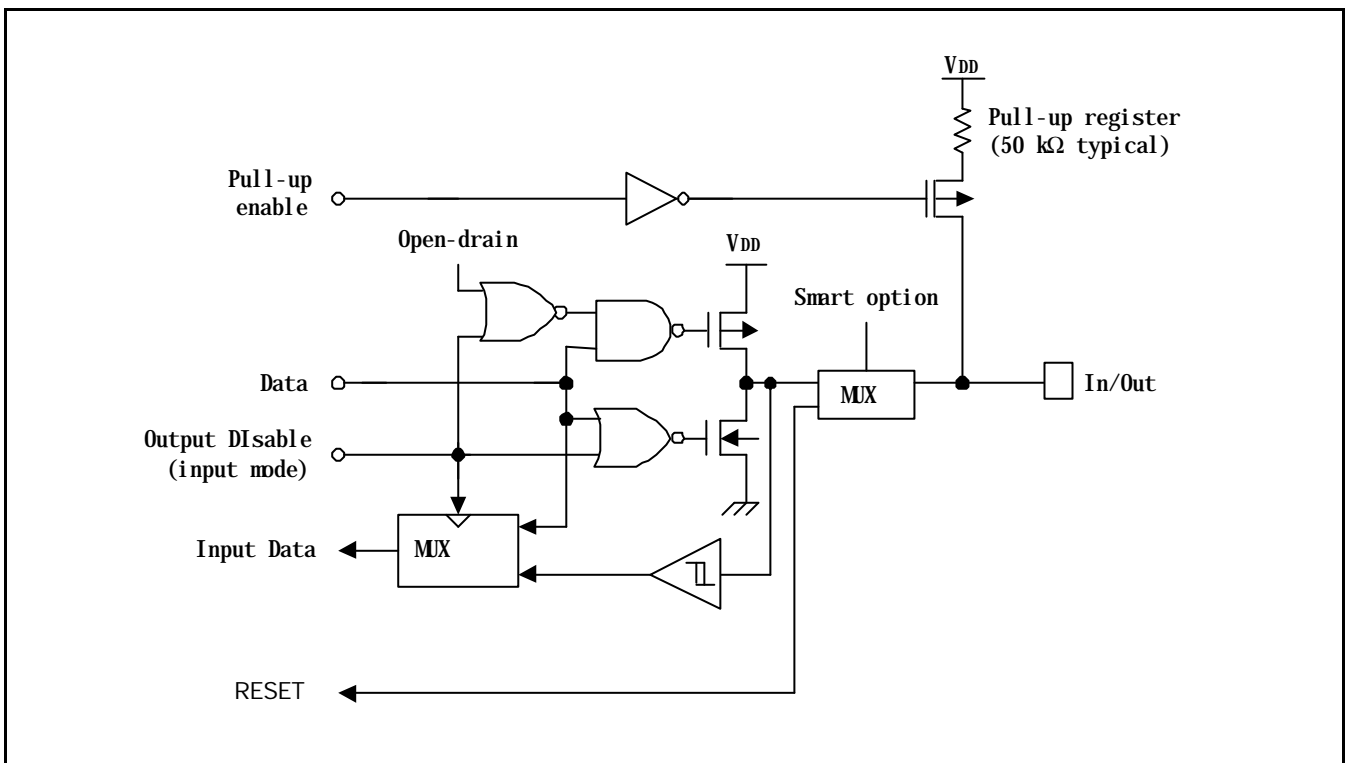 VDD
Pull-up register
(50 kΩ typical)
Pull-up
enable
Open-drain
VDD
Smart option
Data
MUX
In/Out
Output DIsable
(input mode)
Input Data
MUX
RESET